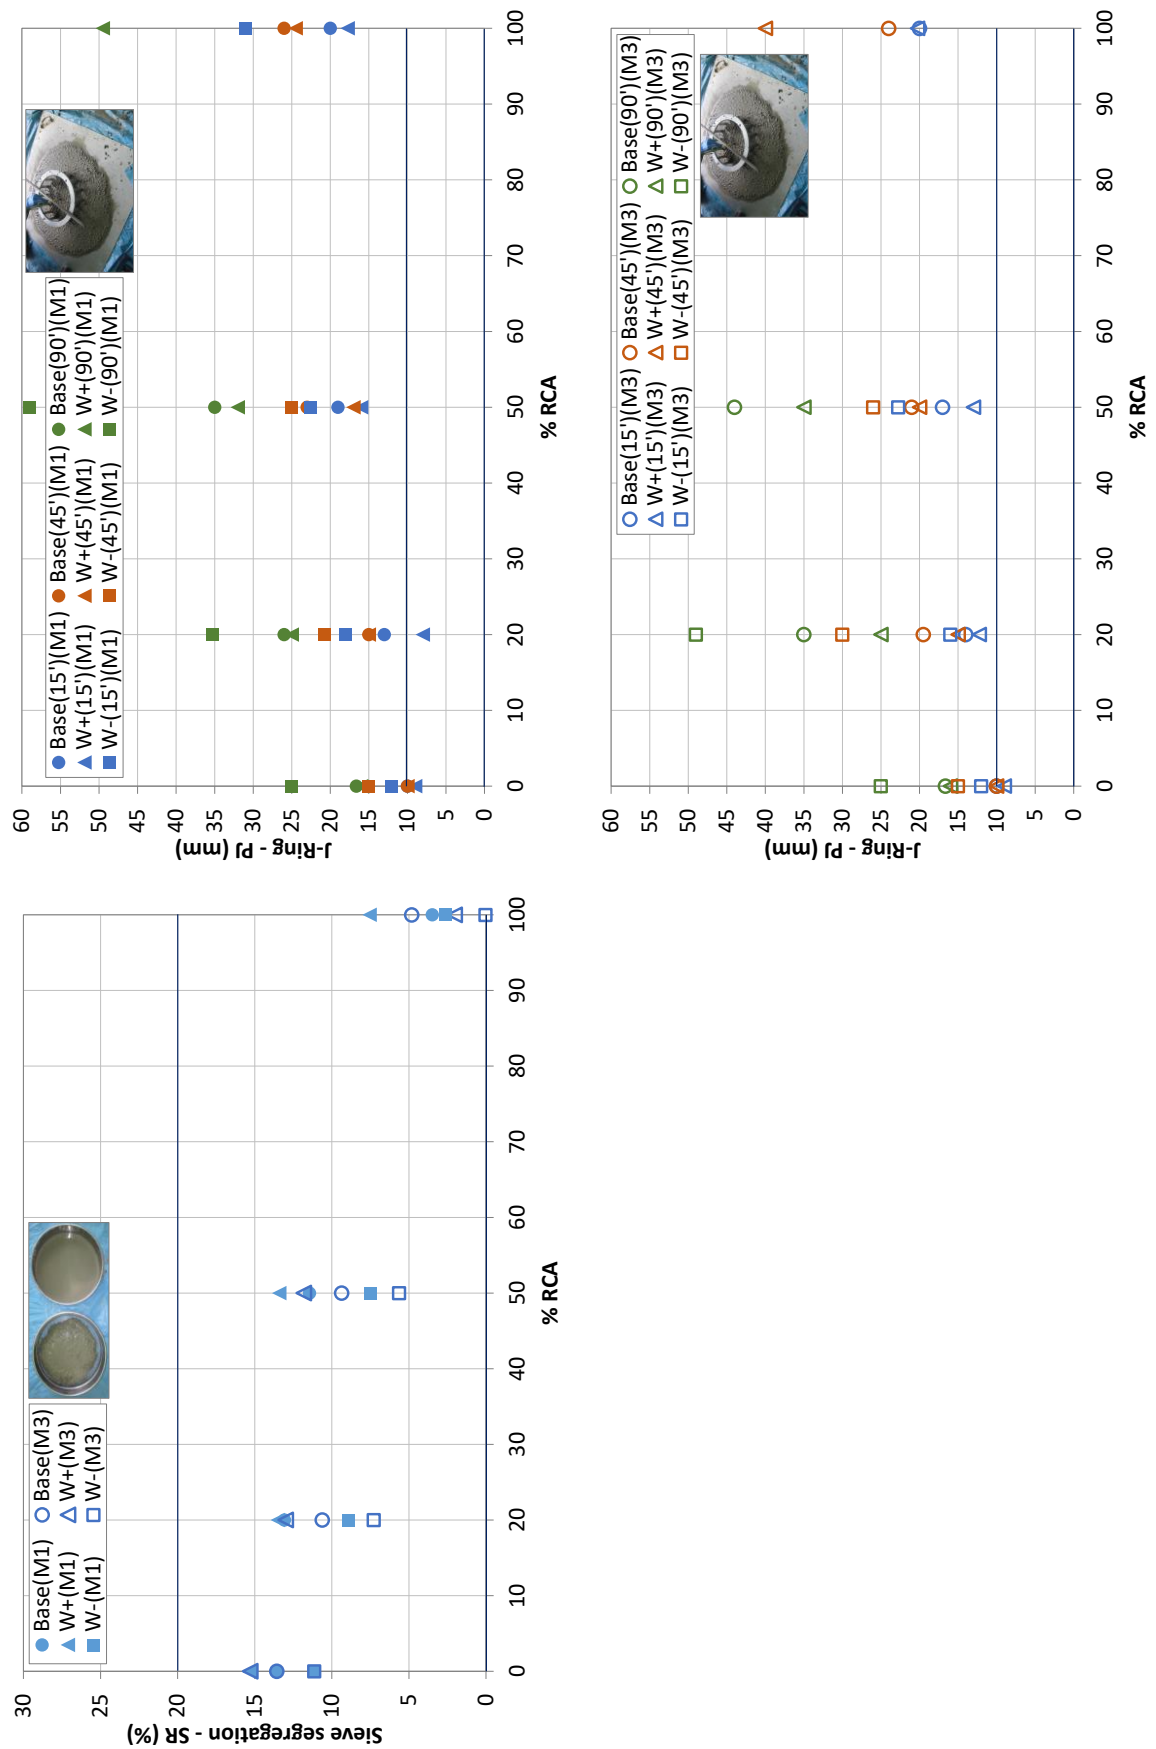 Sieve segregation - SR (%)
30
25
20
15
10
5
0
Base(M1) Base(M3)
W+(M1) W+(M3)
W-(M1) W-(M3)
0 10 20 30 40 50 60 70 80 90 100
% RCA
J-Ring - PJ (mm)
60
55
50
45
40
35
30
25
20
15
10
5
0
Base(15')(M1) Base(45')(M1) Base(90')(M1)
W+(15')(M1) W+(45')(M1) W+(90')(M1)
W-(15')(M1) W-(45')(M1) W-(90')(M1)
0 10 20 30 40 50 60 70 80 90 100
% RCA
J-Ring - PJ (mm)
60
55
50
45
40
35
30
25
20
15
10
5
0
Base(15')(M3) Base(45')(M3) Base(90')(M3)
W+(15')(M3) W+(45')(M3) W+(90')(M3)
W-(15')(M3) W-(45')(M3) W-(90')(M3)
0 10 20 30 40 50 60 70 80 90 100
% RCA